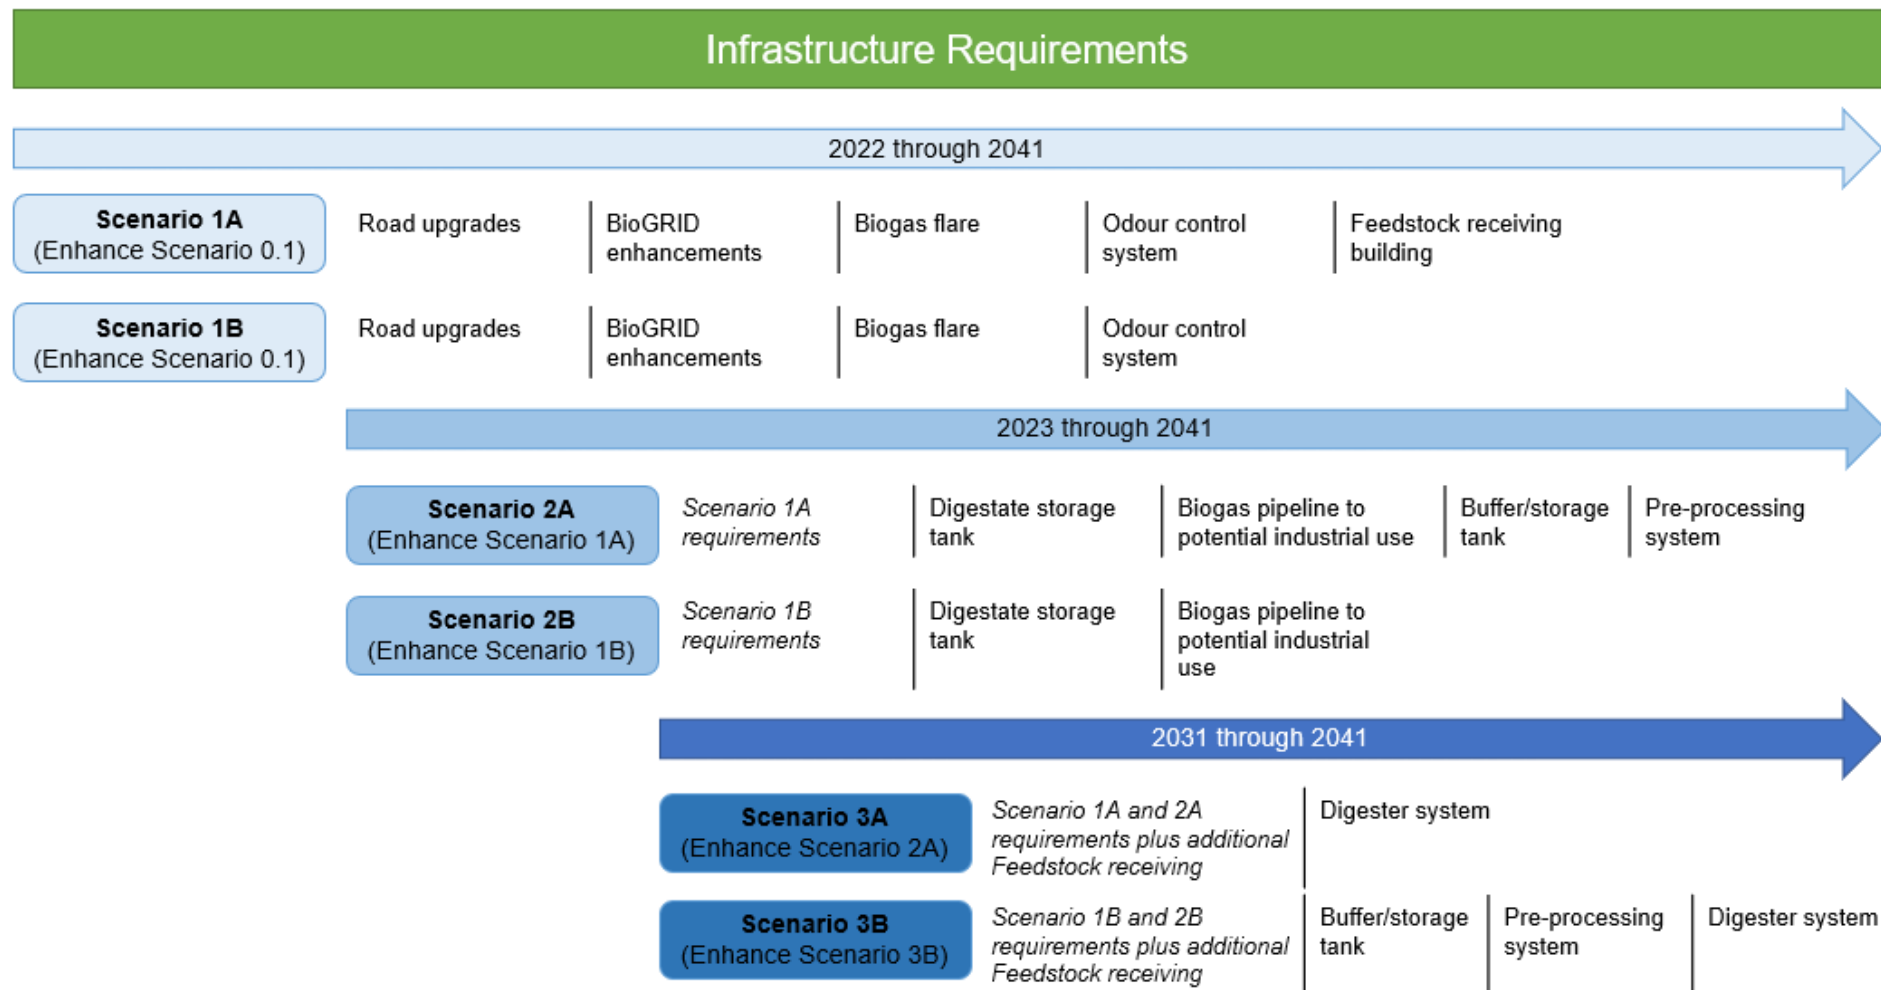 Infrastructure Requirements
2022 through 2041
Scenario 1A
(Enhance Scenario 0.1)
Road upgrades
BioGRID
enhancements
Biogas flare
Odour control
system
Feedstock receiving
building
Scenario 1B
(Enhance Scenario 0.1)
Road upgrades
BioGRID
enhancements
Biogas flare
Odour control
system
2023 through 2041
Scenario 2A
(Enhance Scenario 1A)
Scenario 1A
requirements
Digestate storage
tank
Biogas pipeline to
potential industrial use
Buffer/storage
tank
Pre-processing
system
Scenario 2B
(Enhance Scenario 1B)
Scenario 1B
requirements
Digestate storage
tank
Biogas pipeline to
potential industrial
use
2031 through 2041
Scenario 3A
(Enhance Scenario 2A)
Scenario 1A and 2A
requirements plus additional
Feedstock receiving
Digester system
Scenario 3B
(Enhance Scenario 3B)
Scenario 1B and 2B
requirements plus additional
Feedstock receiving
Buffer/storage
tank
Pre-processing
system
Digester system